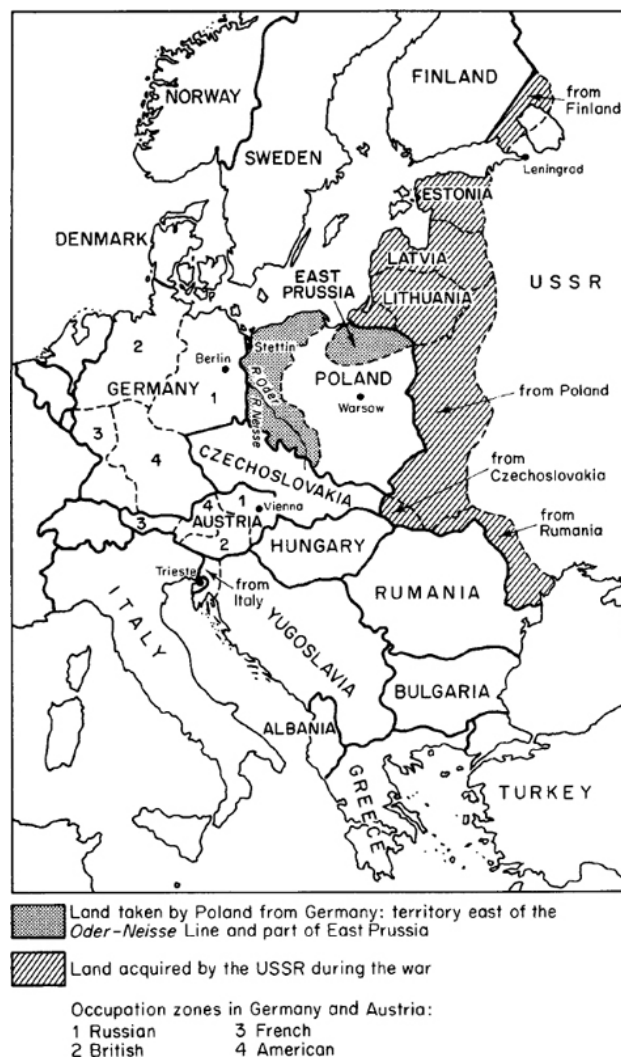 FINLAND
from
Finland
NORWAY
SWEDEN
Leningrad
ESTONIA
DENMARK
LATVIA
EAST
PRUSSIA
LITHUANIA
USSR
2
Stettin
Berlin
GERMANY
1
R Oder
R Neisse
POLAND
Warsaw
from Poland
3
4
CZECHOSLOVAKIA
from
Czechoslovakia
4
1
Vienna
3
AUSTRIA
2
from
Rumania
HUNGARY
Trieste
from
Italy
RUMANIA
ITALY
YUGOSLAVIA
BULGARIA
ALBANIA
GREECE
TURKEY
Land taken by Poland from Germany: territory east of the
Oder-Neisse Line and part of East Prussia
Land acquired by the USSR during the war
Occupation zones in Germany and Austria:
1 Russian 3 French
2 British 4 American